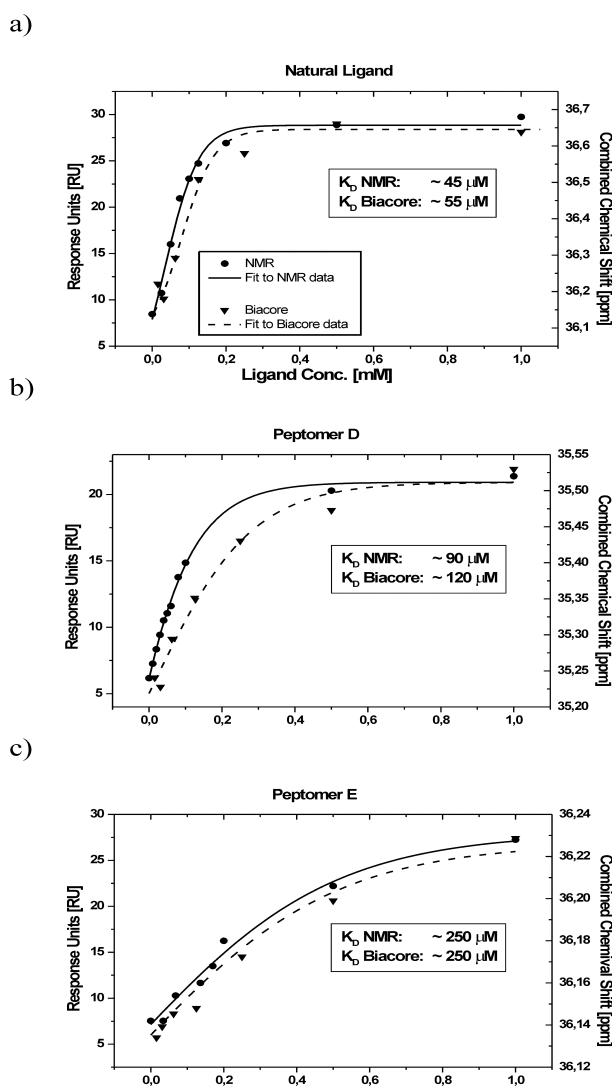 a)
Natural Ligand
30
25
20
15
10
5
Response Units [RU]
36,7
36,6
36,5
36,4
36,3
36,2
36,1
Combined Chemical Shift [ppm]
K_D NMR: ~ 45 µM
K_D Biacore: ~ 55 µM
NMR
Fit to NMR data
Biacore
Fit to Biacore data
0,0 0,2 0,4 0,6 0,8 1,0
Ligand Conc. [mM]
b)
Peptomer D
20
15
10
5
Response Units [RU]
35,55
35,50
35,45
35,40
35,35
35,30
35,25
35,20
Combined Chemical Shift [ppm]
K_D NMR: ~ 90 µM
K_D Biacore: ~ 120 µM
0,0 0,2 0,4 0,6 0,8 1,0
c)
Peptomer E
30
25
20
15
10
5
Response Units [RU]
36,24
36,22
36,20
36,18
36,16
36,14
36,12
Combined Chemival Shift [ppm]
K_D NMR: ~ 250 µM
K_D Biacore: ~ 250 µM
0,0 0,2 0,4 0,6 0,8 1,0